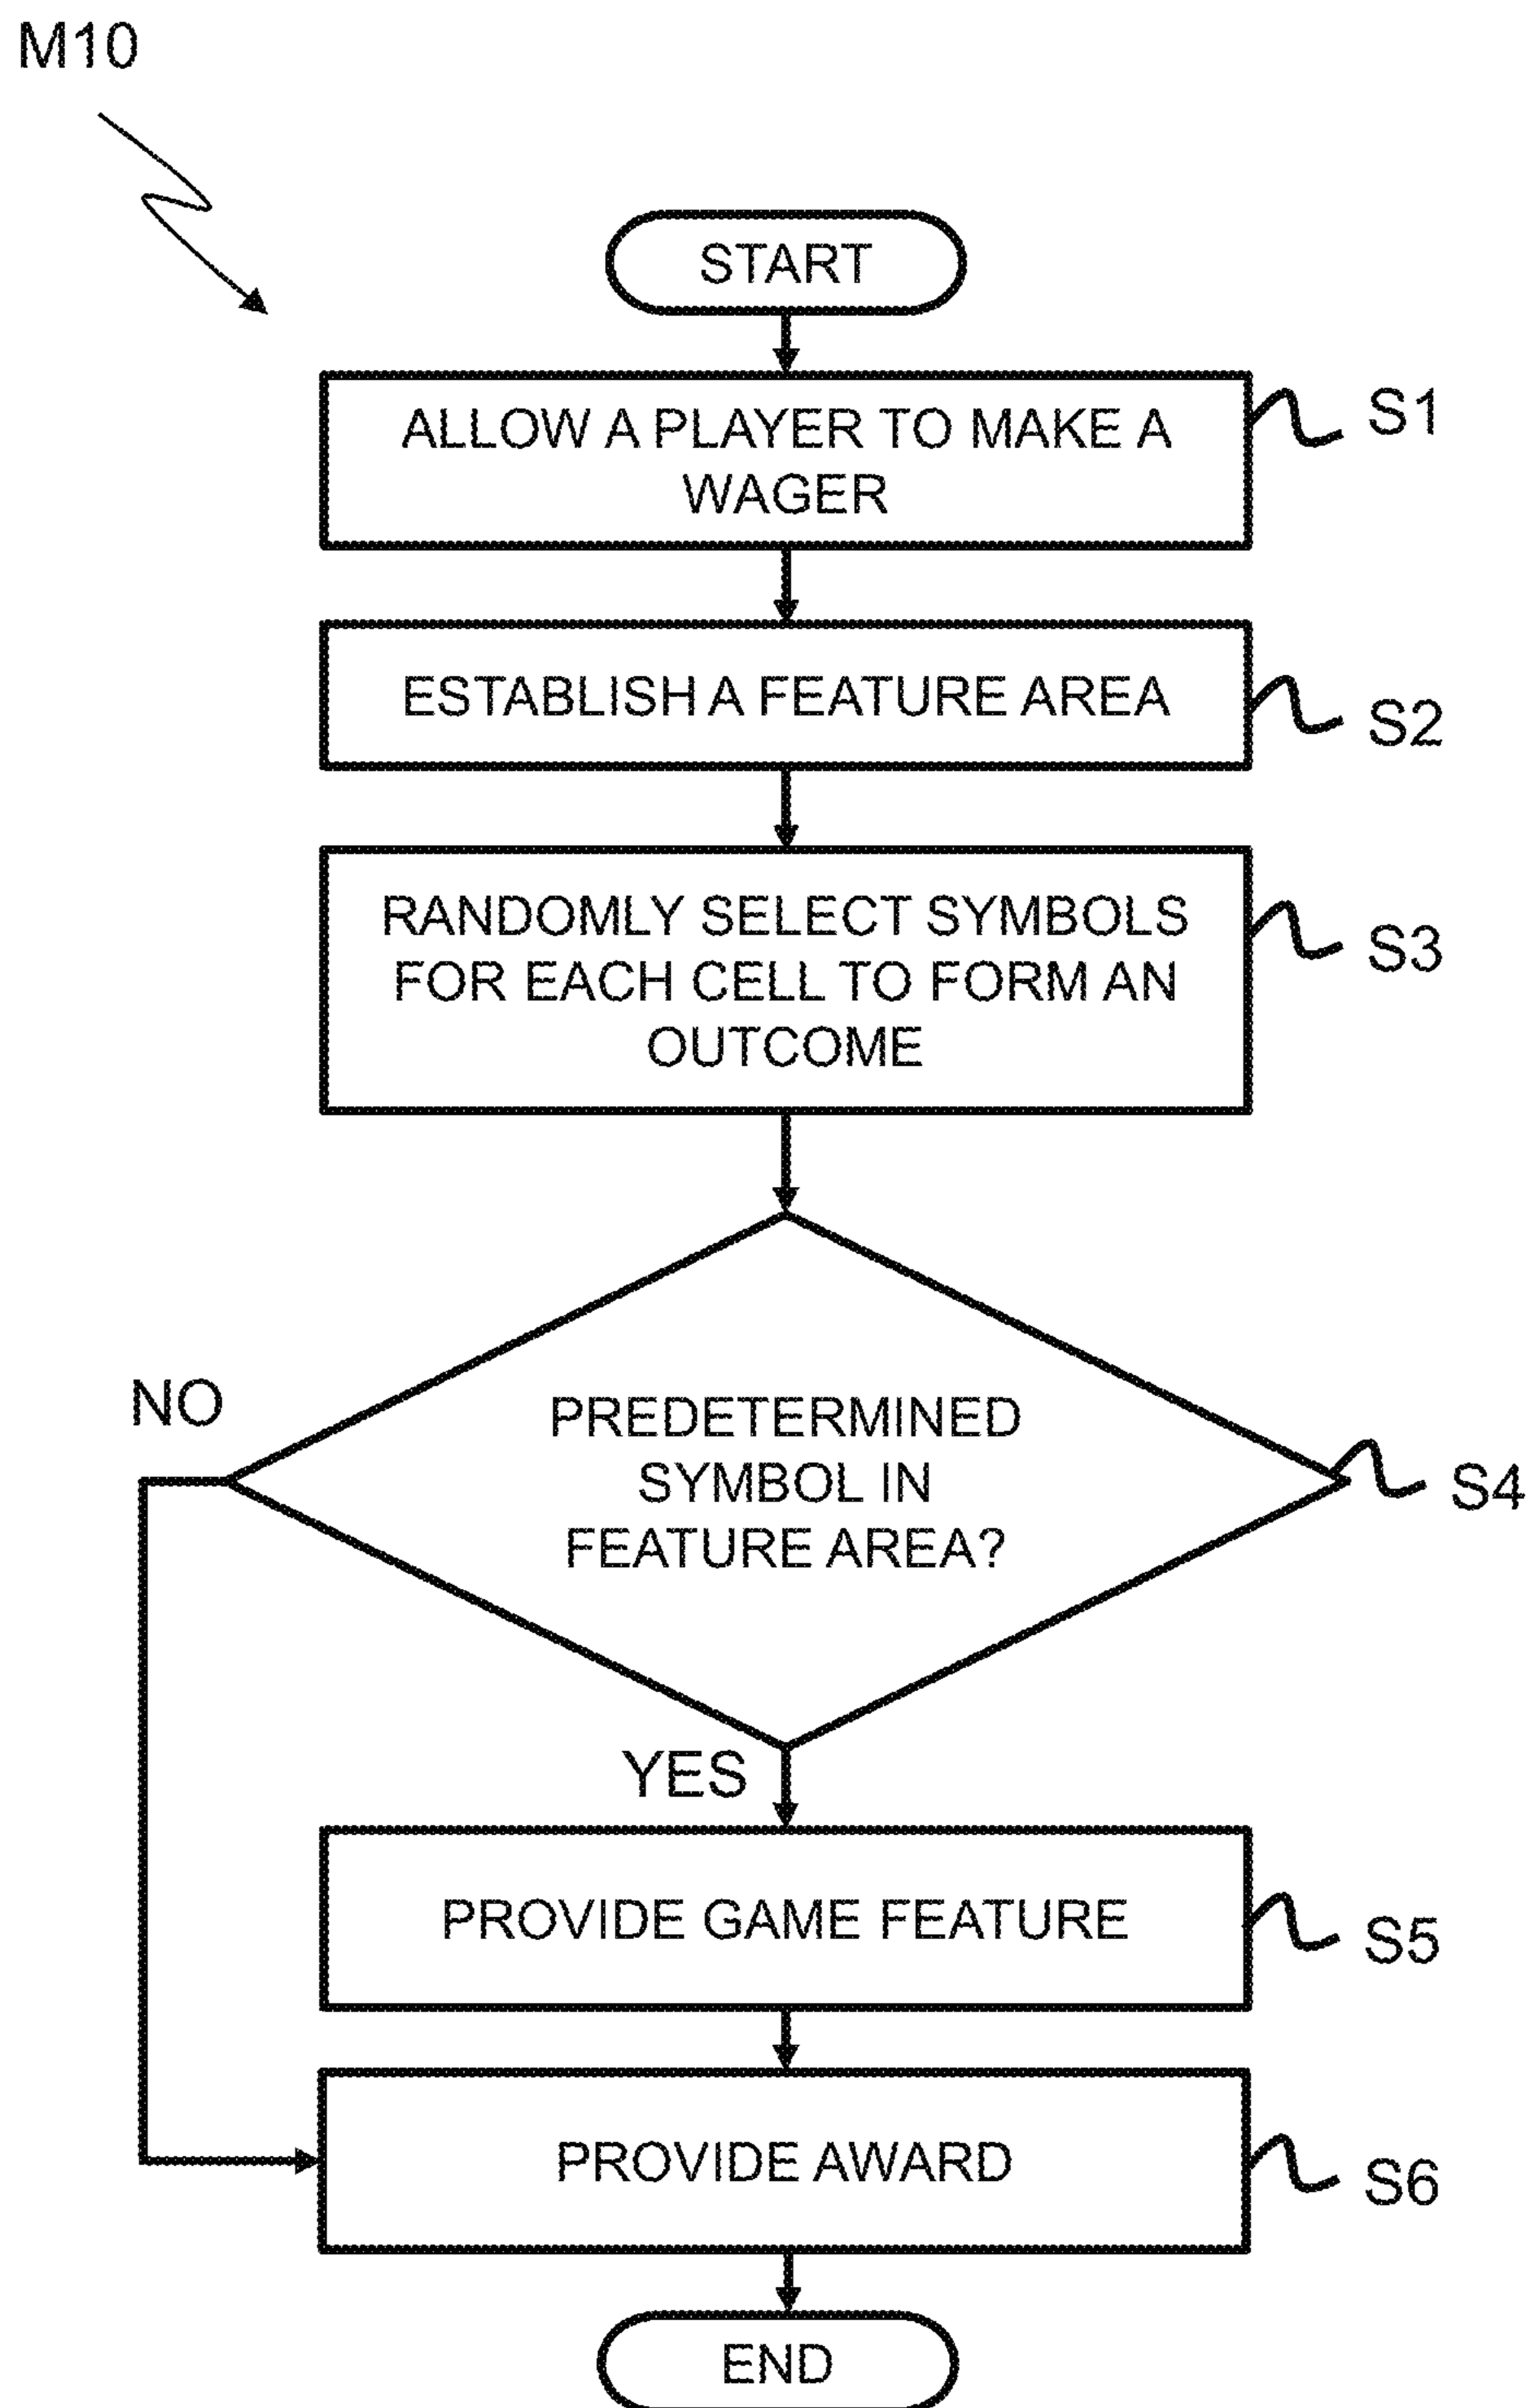 M10
START
ALLOW A PLAYER TO MAKE A
WAGER
S1
ESTABLISH A FEATURE AREA
S2
RANDOMLY SELECT SYMBOLS
FOR EACH CELL TO FORM AN
OUTCOME
S3
NO
PREDETERMINED
SYMBOL IN
FEATURE AREA?
S4
YES
PROVIDE GAME FEATURE
S5
PROVIDE AWARD
S6
END